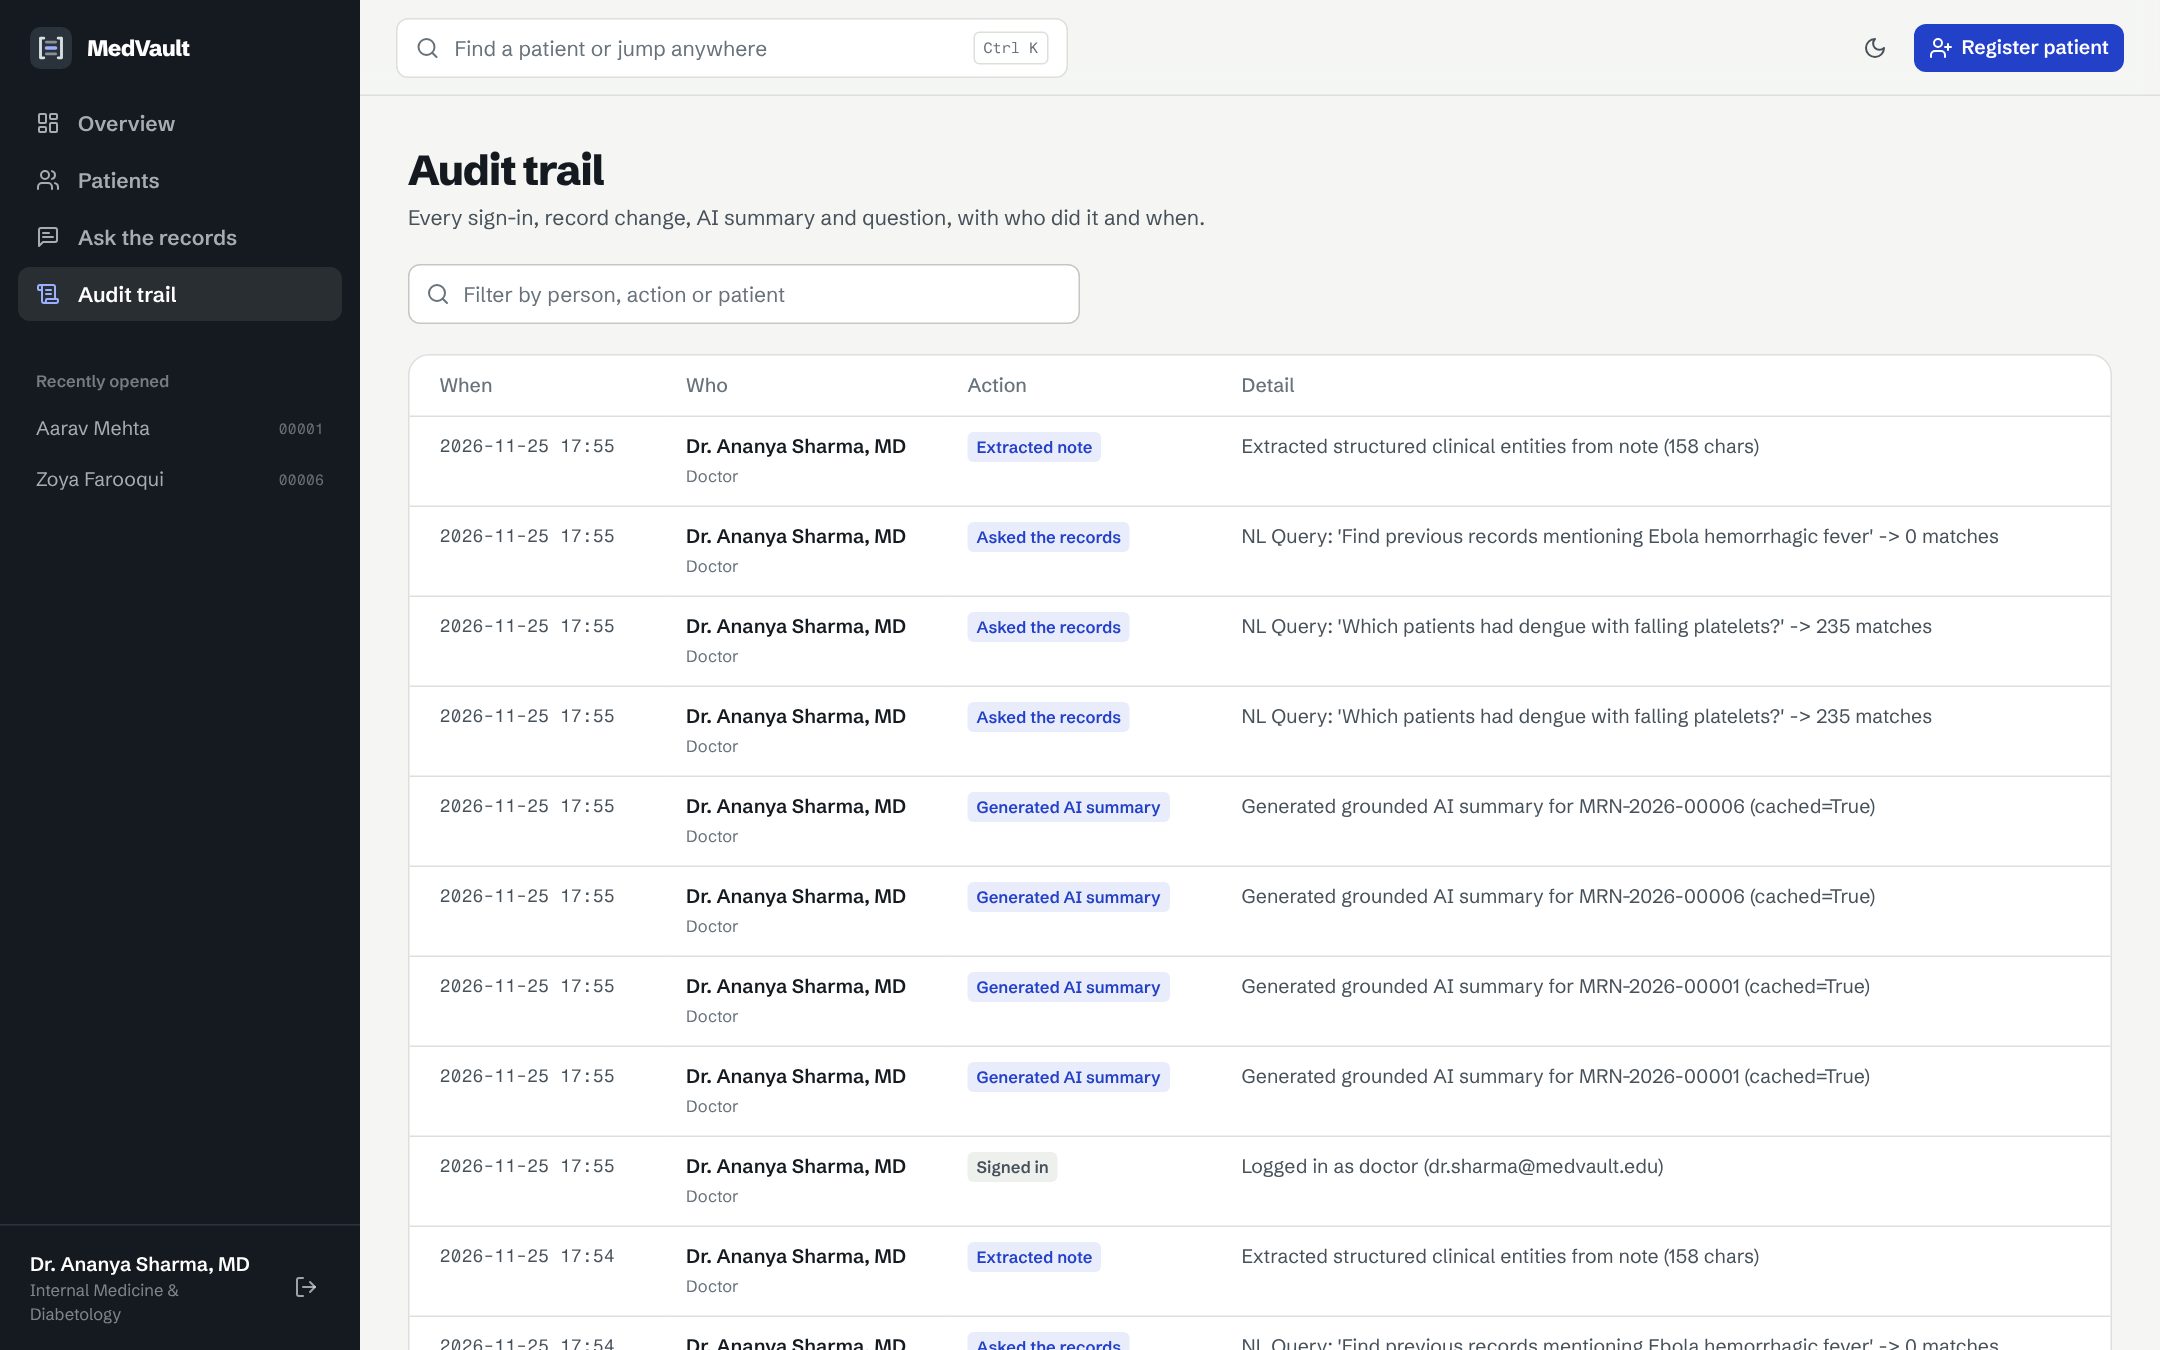 MedVault
Overview
Patients
Ask the records
Audit trail
Recently opened
Aarav Mehta 00001
Zoya Farooqui 00006
Dr. Ananya Sharma, MD
Internal Medicine &
Diabetology
Find a patient or jump anywhere Ctrl K
Register patient
Audit trail
Every sign-in, record change, AI summary and question, with who did it and when.
Filter by person, action or patient
When Who Action Detail
2026-11-25 17:55 Dr. Ananya Sharma, MD Extracted note Extracted structured clinical entities from note (158 chars)
Doctor
2026-11-25 17:55 Dr. Ananya Sharma, MD Asked the records NL Query: 'Find previous records mentioning Ebola hemorrhagic fever' -> 0 matches
Doctor
2026-11-25 17:55 Dr. Ananya Sharma, MD Asked the records NL Query: 'Which patients had dengue with falling platelets?' -> 235 matches
Doctor
2026-11-25 17:55 Dr. Ananya Sharma, MD Asked the records NL Query: 'Which patients had dengue with falling platelets?' -> 235 matches
Doctor
2026-11-25 17:55 Dr. Ananya Sharma, MD Generated AI summary Generated grounded AI summary for MRN-2026-00006 (cached=True)
Doctor
2026-11-25 17:55 Dr. Ananya Sharma, MD Generated AI summary Generated grounded AI summary for MRN-2026-00006 (cached=True)
Doctor
2026-11-25 17:55 Dr. Ananya Sharma, MD Generated AI summary Generated grounded AI summary for MRN-2026-00001 (cached=True)
Doctor
2026-11-25 17:55 Dr. Ananya Sharma, MD Generated AI summary Generated grounded AI summary for MRN-2026-00001 (cached=True)
Doctor
2026-11-25 17:55 Dr. Ananya Sharma, MD Signed in Logged in as doctor (dr.sharma@medvault.edu)
Doctor
2026-11-25 17:54 Dr. Ananya Sharma, MD Extracted note Extracted structured clinical entities from note (158 chars)
Doctor
2026-11-25 17:54 Dr. Ananya Sharma, MD Asked the records NL Query: 'Find previous records mentioning Ebola hemorrhagic fever' -> 0 matches